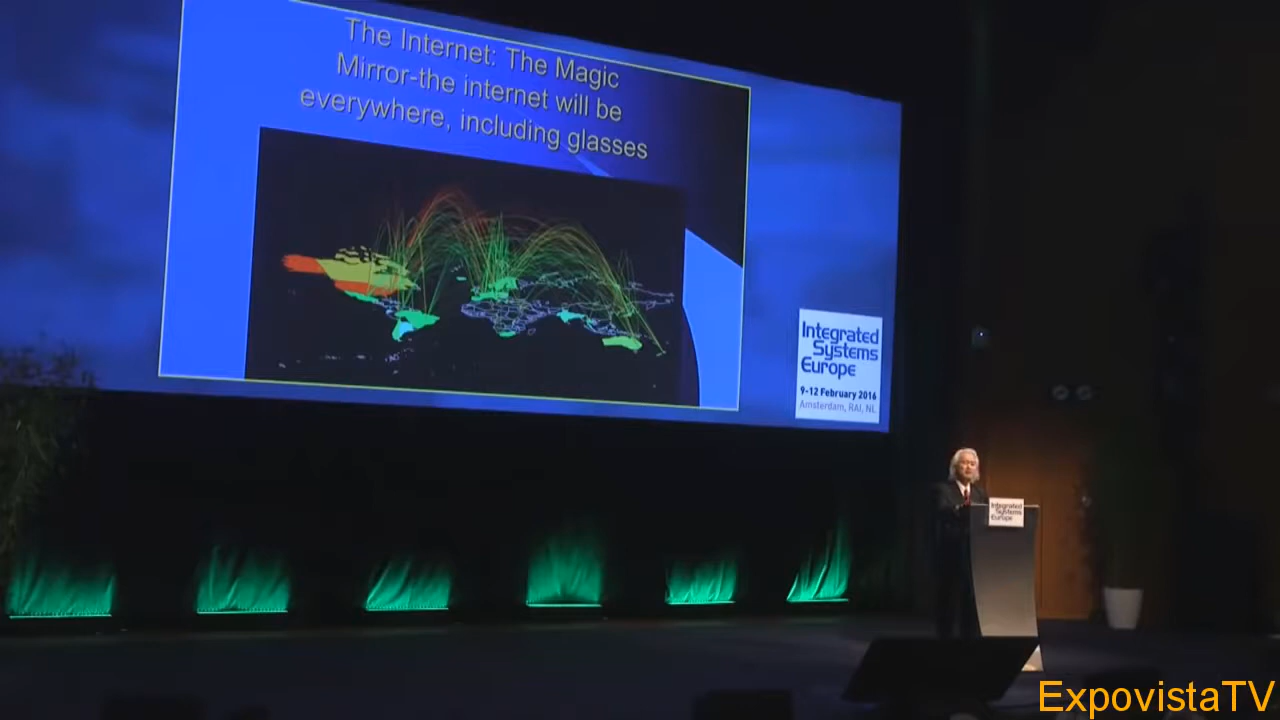 The Internet: The Magic
Mirror-the internet will be
everywhere, including glasses
Integrated
Systems
Europe
9-12 February 2016
Amsterdam, RAI, NL
Integrated
Systems
Europe
ExpovistaTV